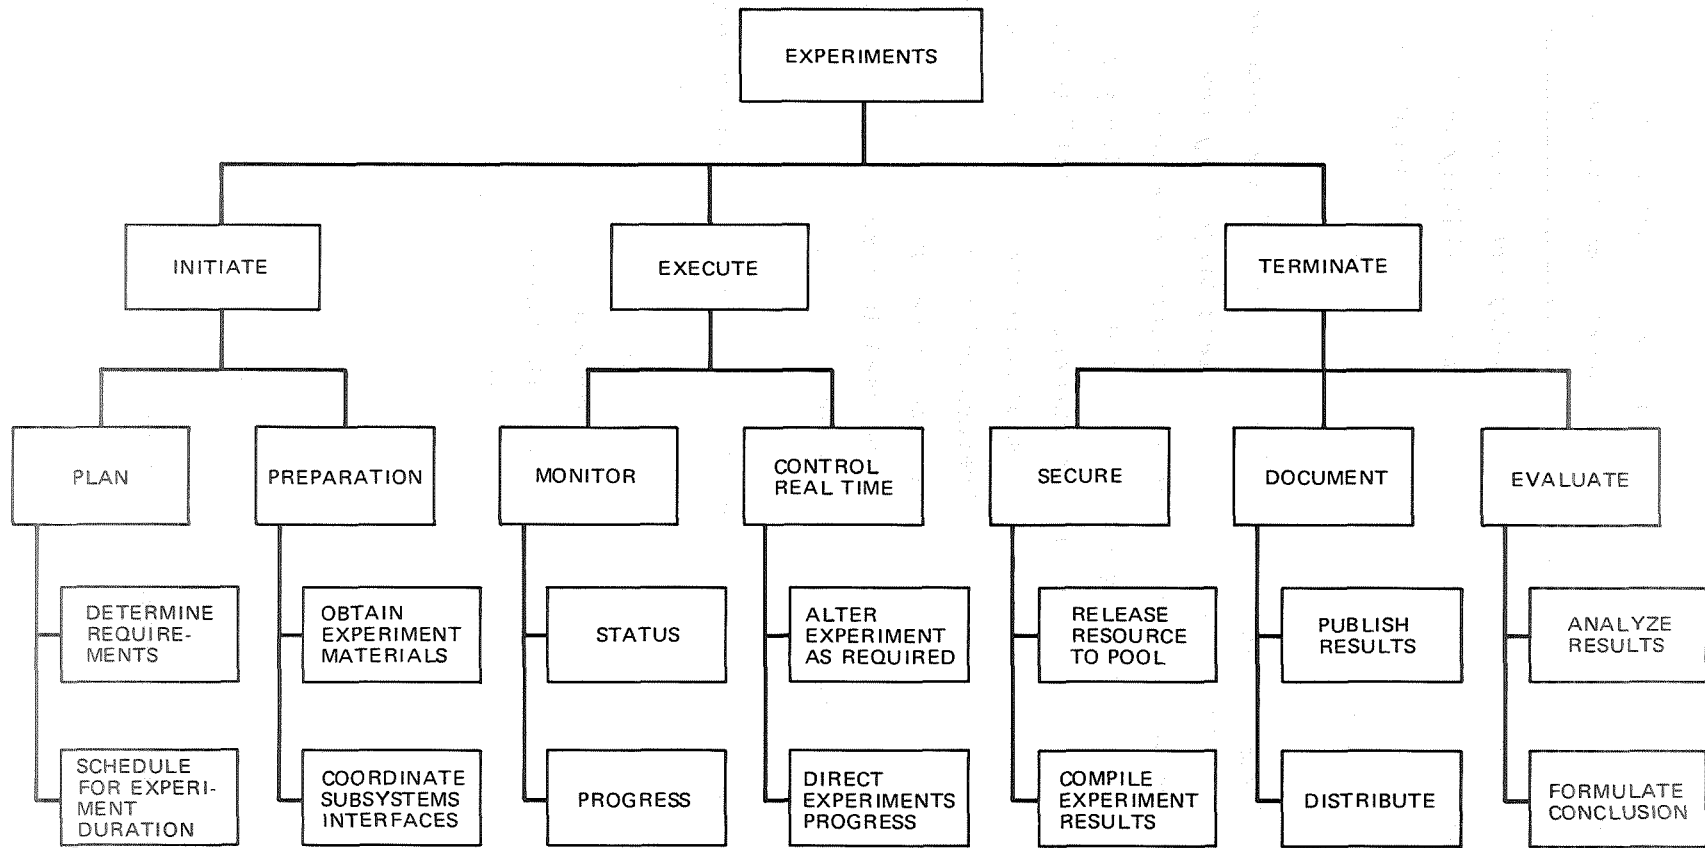 EXPERIMENTS
INITIATE
EXECUTE
TERMINATE
PLAN
PREPARATION
MONITOR
CONTROL
REAL TIME
SECURE
DOCUMENT
EVALUATE
DETERMINE
REQUIRE-
MENTS
OBTAIN
EXPERIMENT
MATERIALS
STATUS
ALTER
EXPERIMENT
AS REQUIRED
RELEASE
RESOURCE
TO POOL
PUBLISH
RESULTS
ANALYZE
RESULTS
SCHEDULE
FOR EXPERI-
MENT
DURATION
COORDINATE
SUBSYSTEMS
INTERFACES
PROGRESS
DIRECT
EXPERIMENTS
PROGRESS
COMPILE
EXPERIMENT
RESULTS
DISTRIBUTE
FORMULATE
CONCLUSION